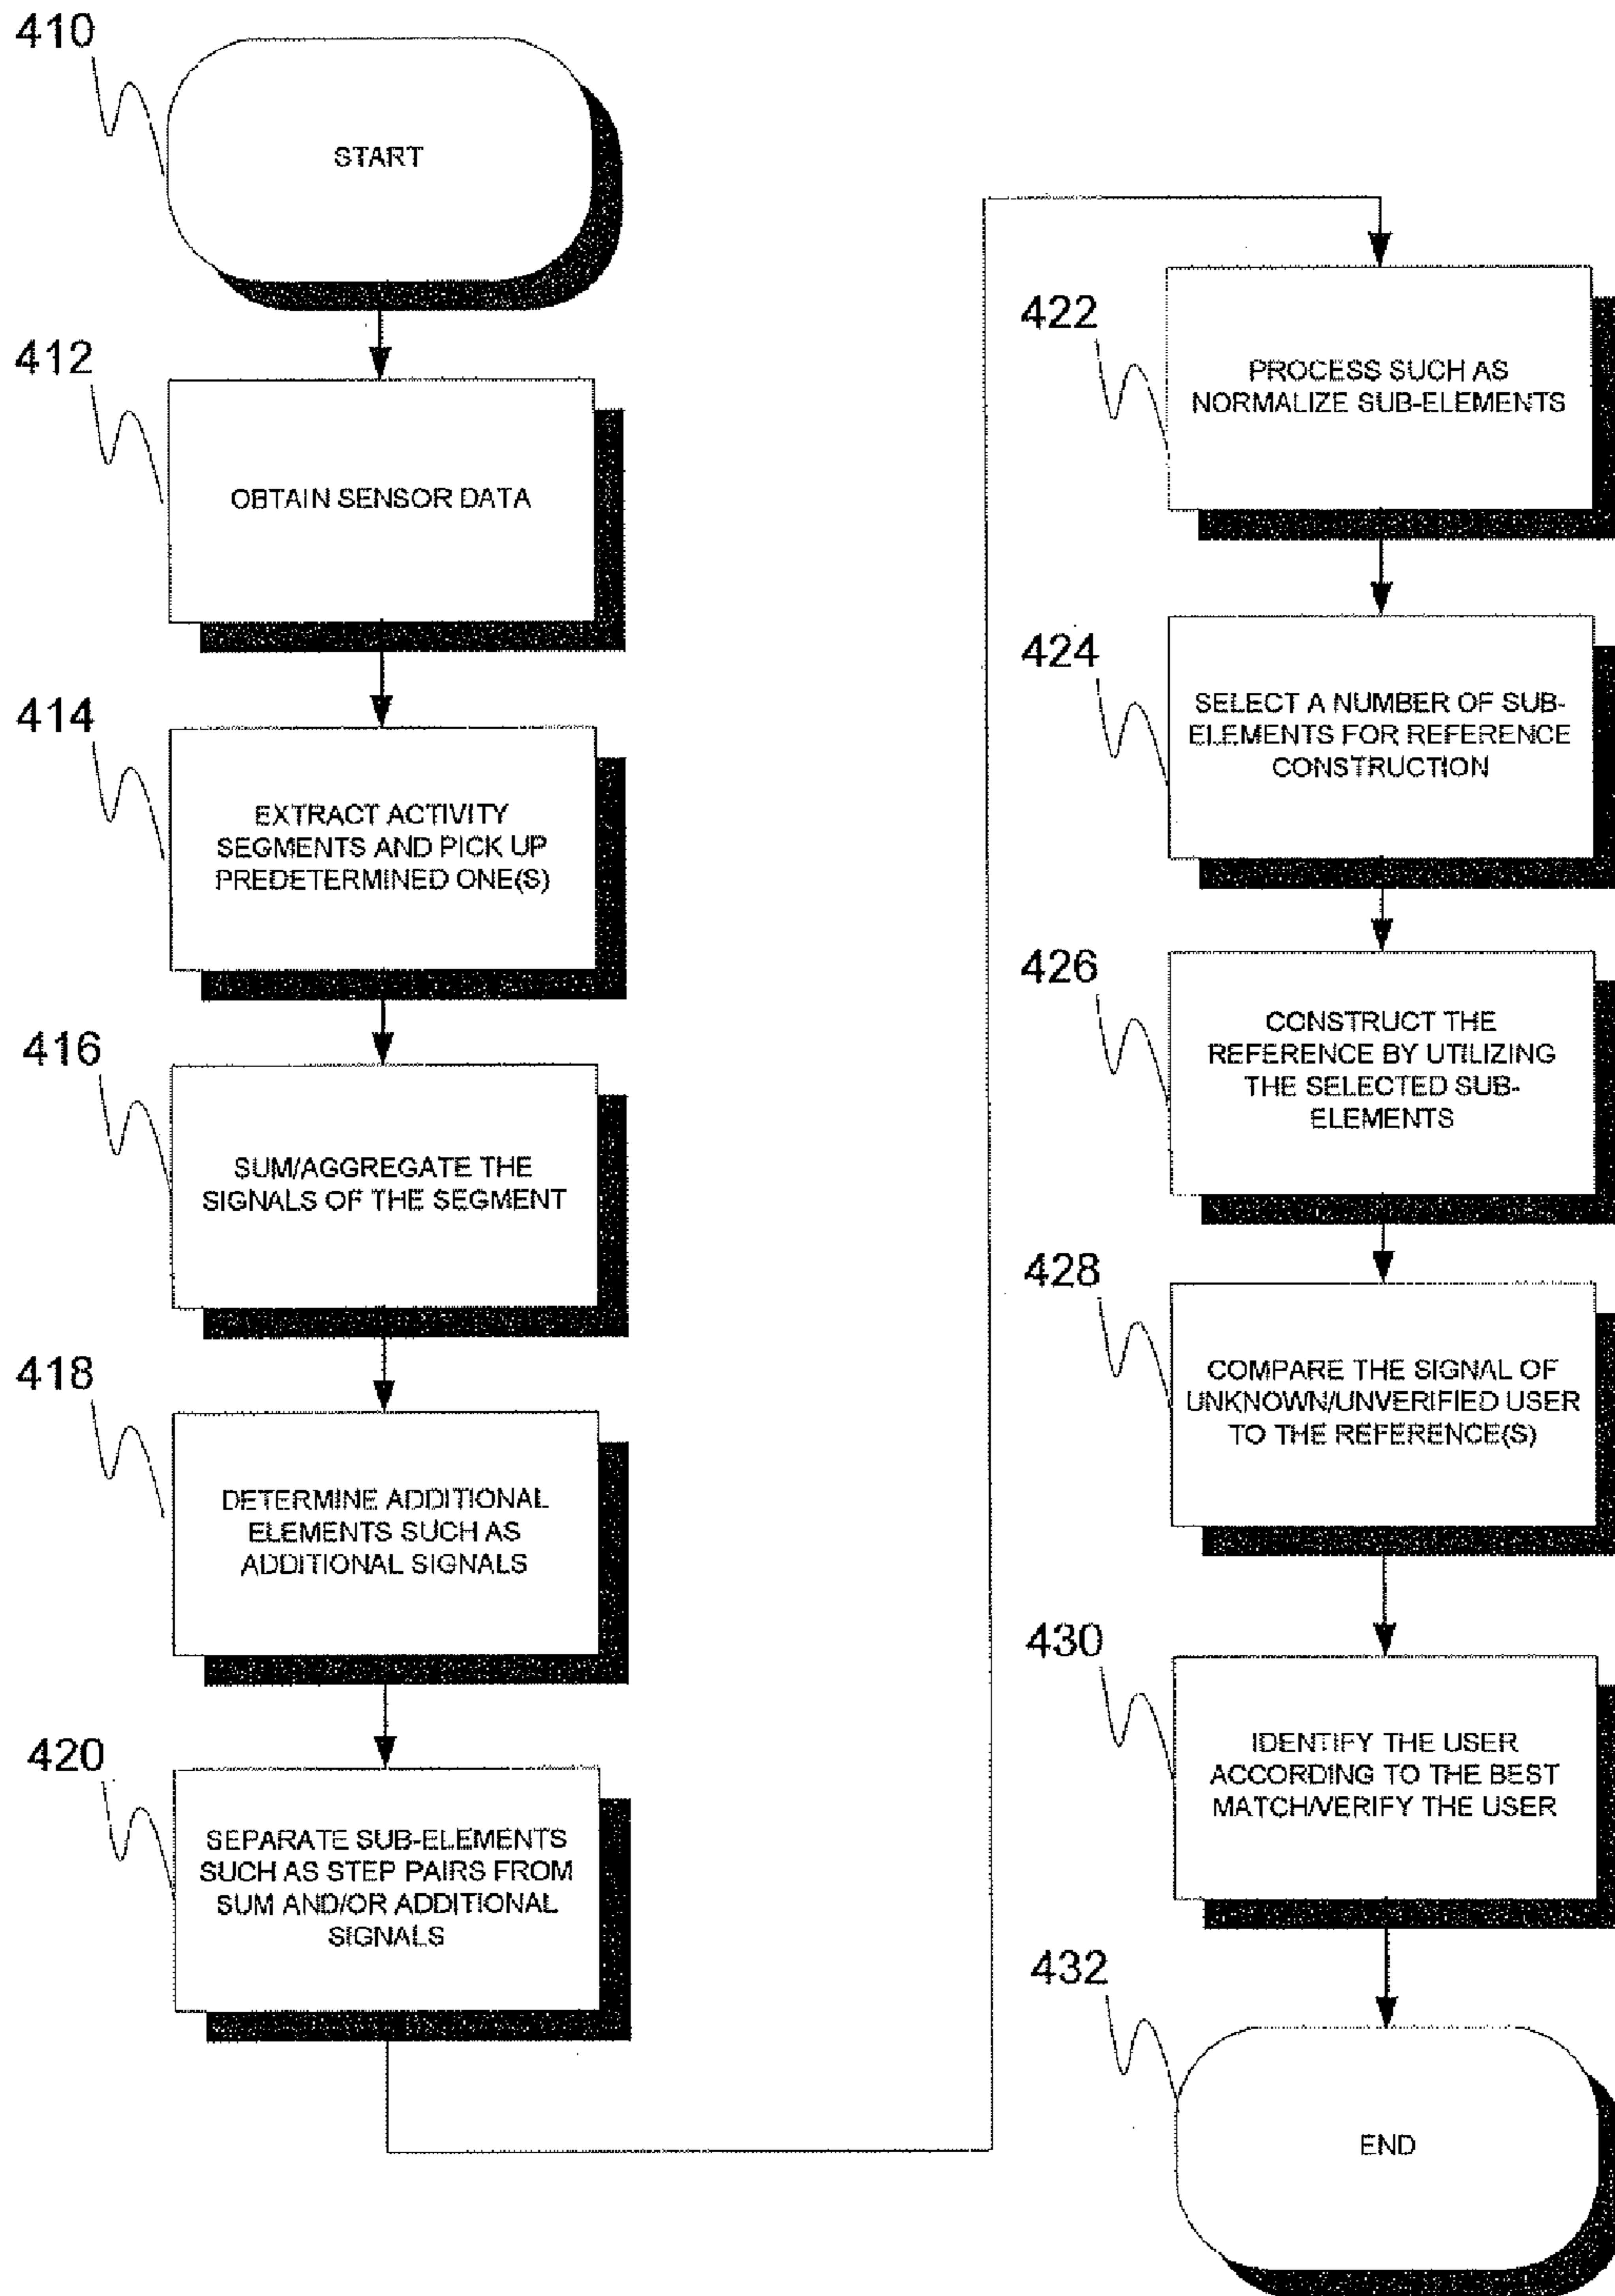 410
START
412
OBTAIN SENSOR DATA
414
EXTRACT ACTIVITY
SEGMENTS AND PICK UP
PREDETERMINED ONE(S)
416
SUM/AGGREGATE THE
SIGNALS OF THE SEGMENT
418
DETERMINE ADDITIONAL
ELEMENTS SUCH AS
ADDITIONAL SIGNALS
420
SEPARATE SUB-ELEMENTS
SUCH AS STEP PAIRS FROM
SUM AND/OR ADDITIONAL
SIGNALS
422
PROCESS SUCH AS
NORMALIZE SUB-ELEMENTS
424
SELECT A NUMBER OF SUB-
ELEMENTS FOR REFERENCE
CONSTRUCTION
426
CONSTRUCT THE
REFERENCE BY UTILIZING
THE SELECTED SUB-
ELEMENTS
428
COMPARE THE SIGNAL OF
UNKNOWN/UNVERIFIED USER
TO THE REFERENCE(S)
430
IDENTIFY THE USER
ACCORDING TO THE BEST
MATCH/VERIFY THE USER
432
END